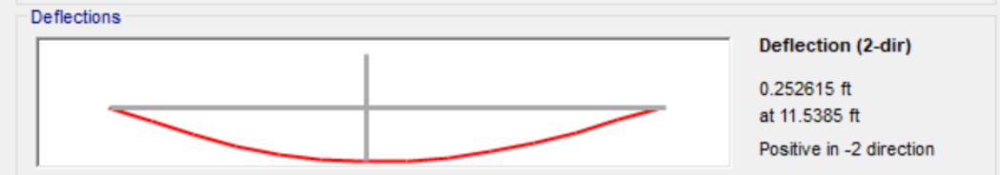 Deflections
Deflection (2-dir)
0.252615 ft
at 11.5385 ft
Positive in -2 direction